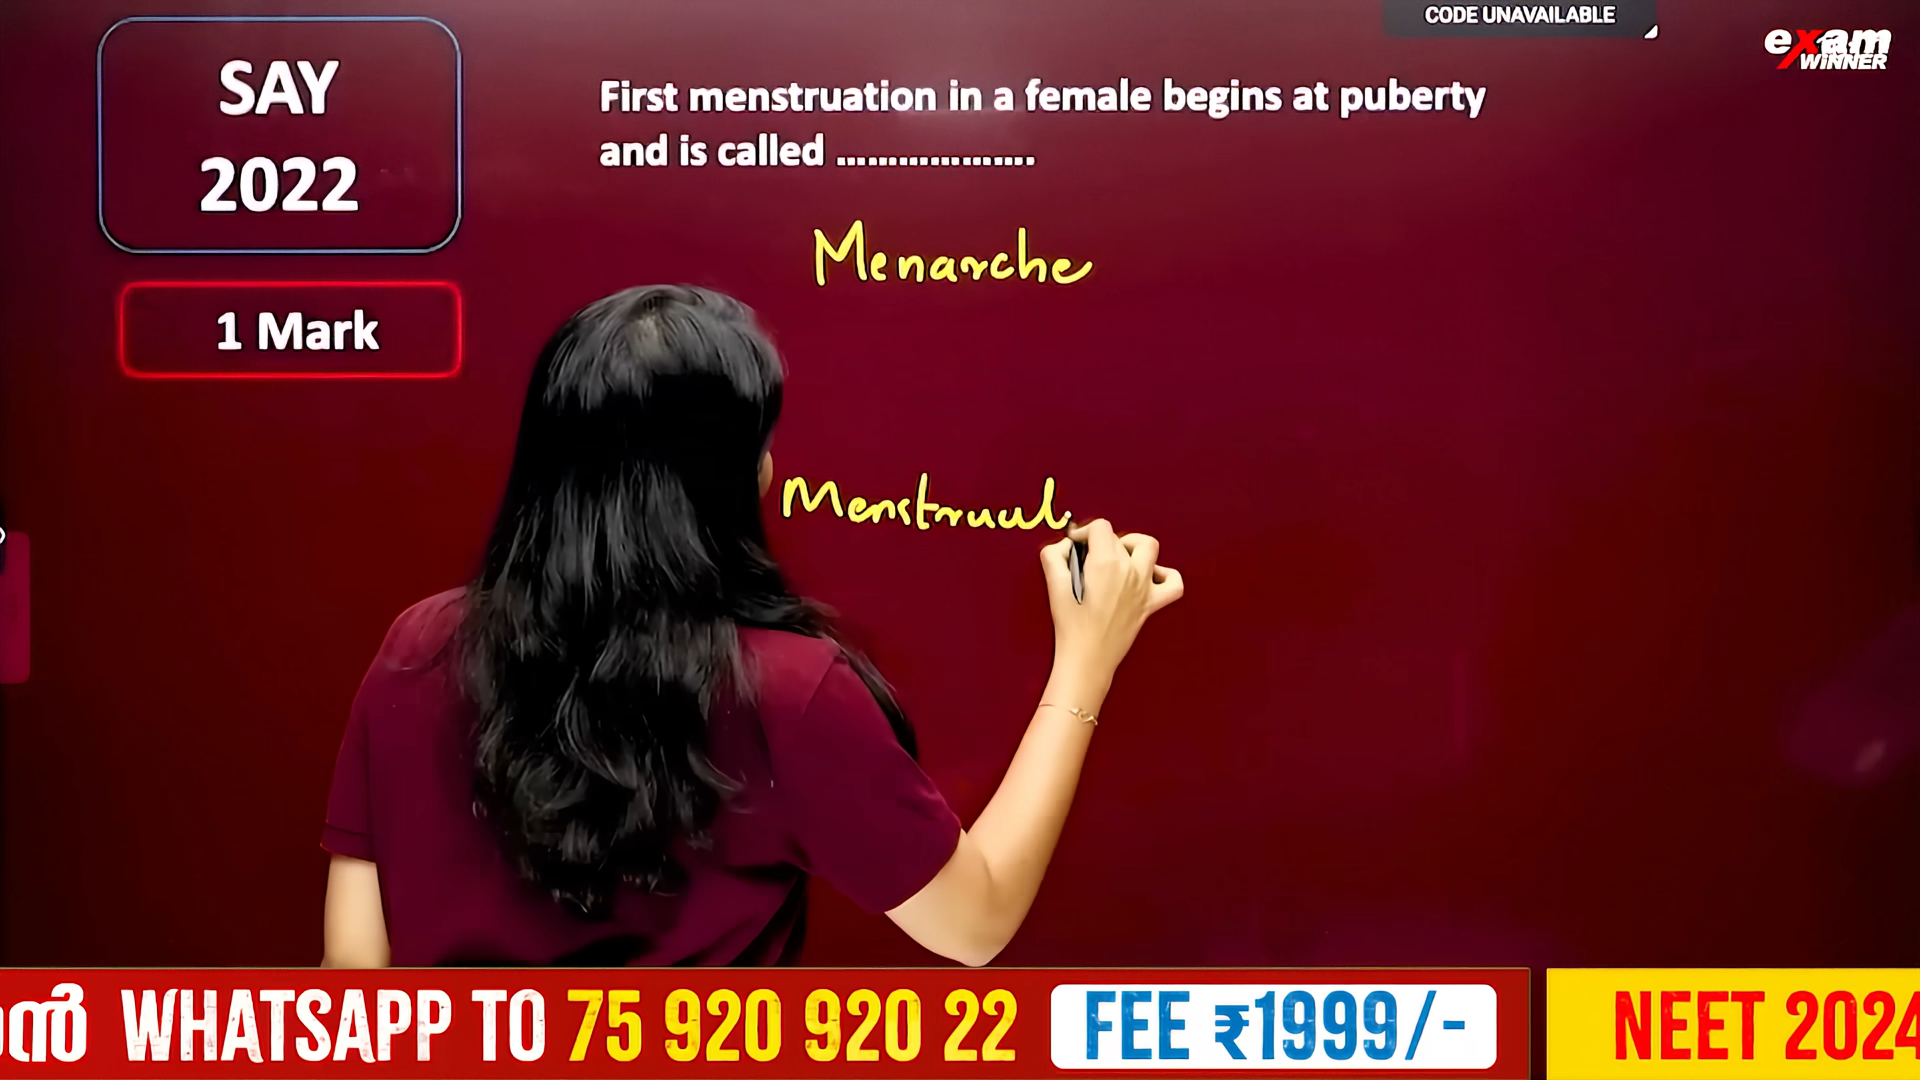 CODE UNAVAILABLE
exam
WINNER
SAY
2022
1 Mark
First menstruation in a female begins at puberty
and is called ...................
Menarche
Menstrual
WHATSAPP TO 75 920 920 22
FEE ₹1999/-
NEET 2024